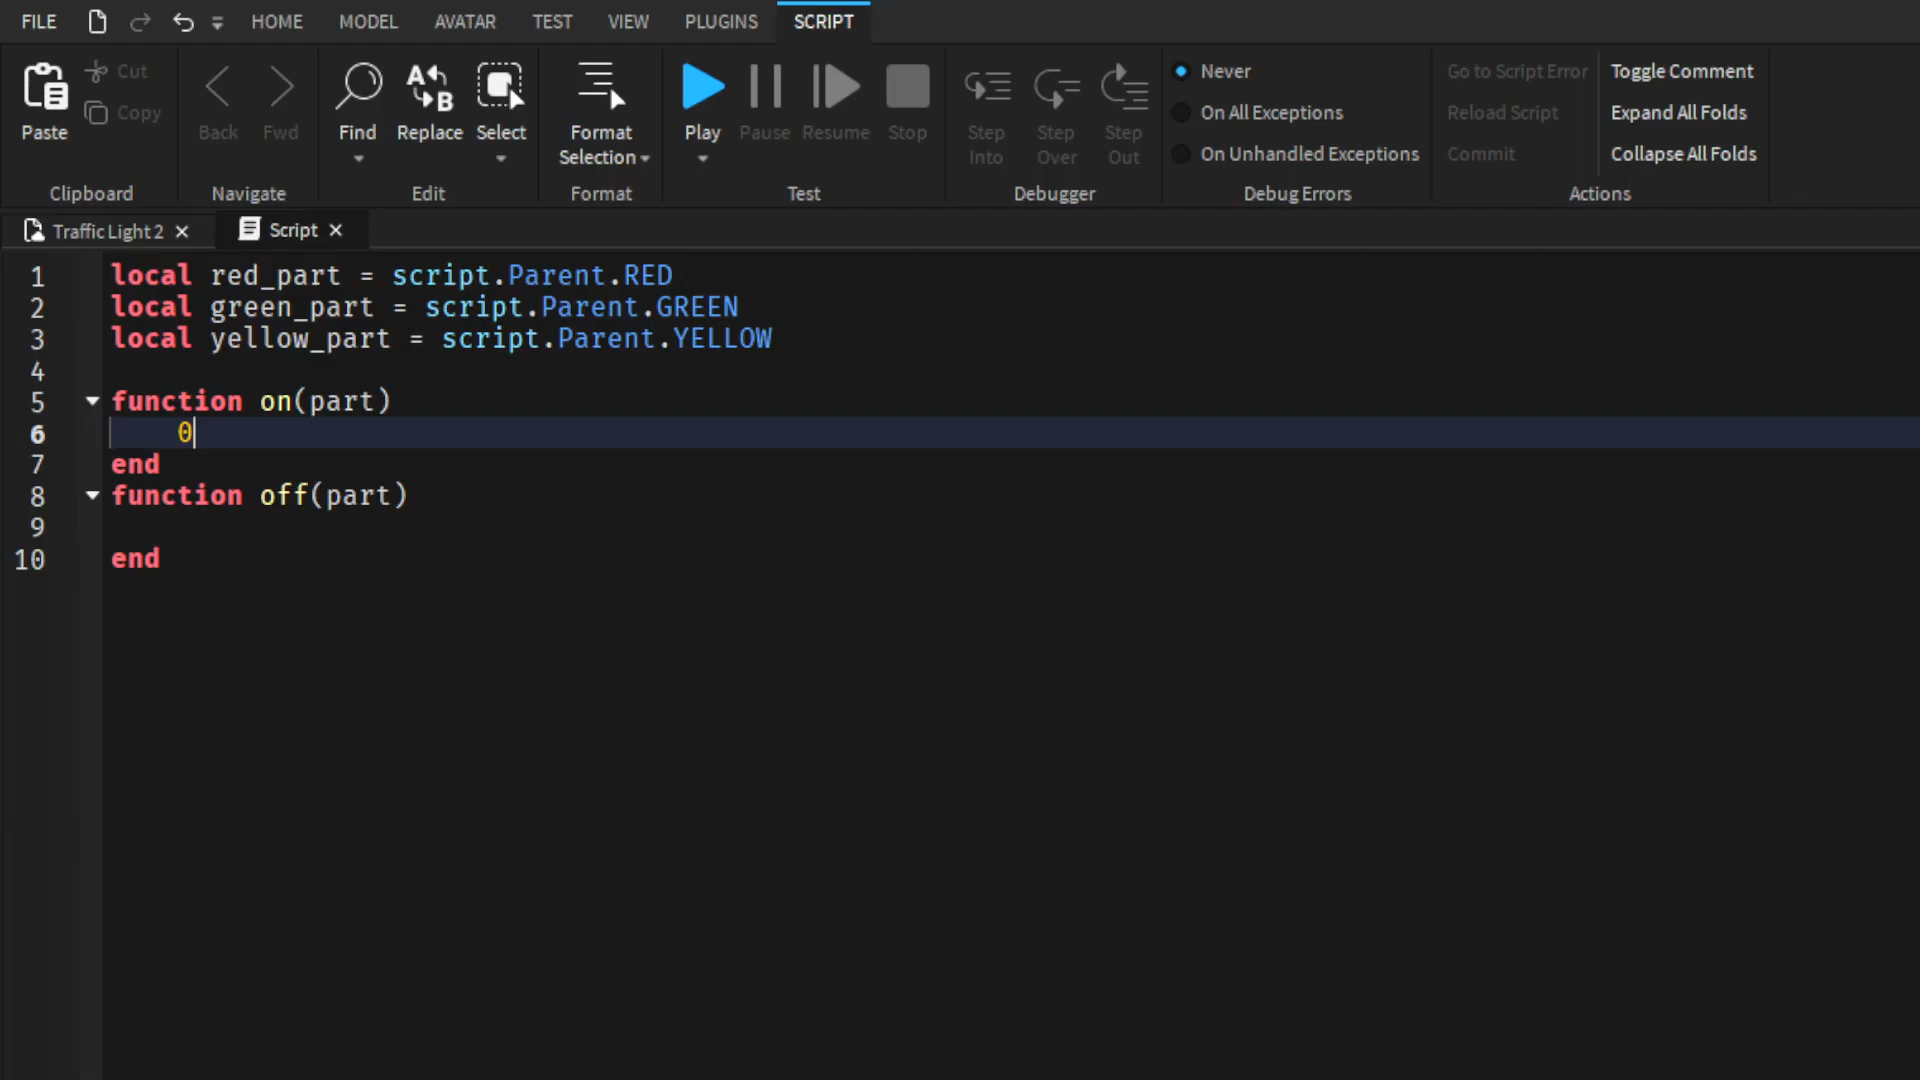 FILE HOME MODEL AVATAR TEST VIEW PLUGINS SCRIPT
Paste
Cut
Copy
Clipboard
Back Fwd
Navigate
Find Replace Select
Edit
Format
Selection
Format
Play Pause Resume Stop
Test
Step
Into
Step
Over
Step
Out
Debugger
Never
On All Exceptions
On Unhandled Exceptions
Debug Errors
Go to Script Error
Reload Script
Commit
Toggle Comment
Expand All Folds
Collapse All Folds
Actions
Traffic Light 2 Script
1 local red_part = script.Parent.RED
2 local green_part = script.Parent.GREEN
3 local yellow_part = script.Parent.YELLOW
4
5 function on(part)
6 0
7 end
8 function off(part)
9
10 end